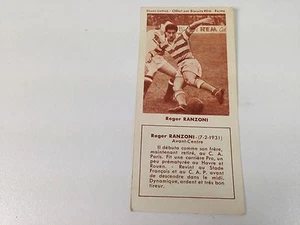 Roger RANZONI
Roger RANZONI-(7-2-1931)
Avant-Centre
Il débute comme son frère,
maintenant retiré, au C. A.
Paris. Fit une carrière Pro, un
peu prématurée au Havre et
Rouen. - Revint au Stade
Français et au C. A. P. avant
de descendre dans le midi.
Dynamique, ardent et très bon
tireur.